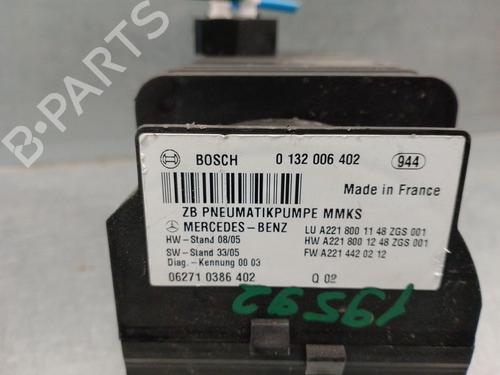 BOSCH 0 132 006 402 944
Made in France
ZB PNEUMATIKPUMPE MMKS
MERCEDES-BENZ LU A221 800 11 48 ZGS 001
HW-Stand 08/05 HW A221 800 12 48 ZGS 001
SW-Stand 33/05 FW A221 442 02 12
Diag.-Kennung 00 03
06271 0386 402 Q 02
19592
B-PARTS